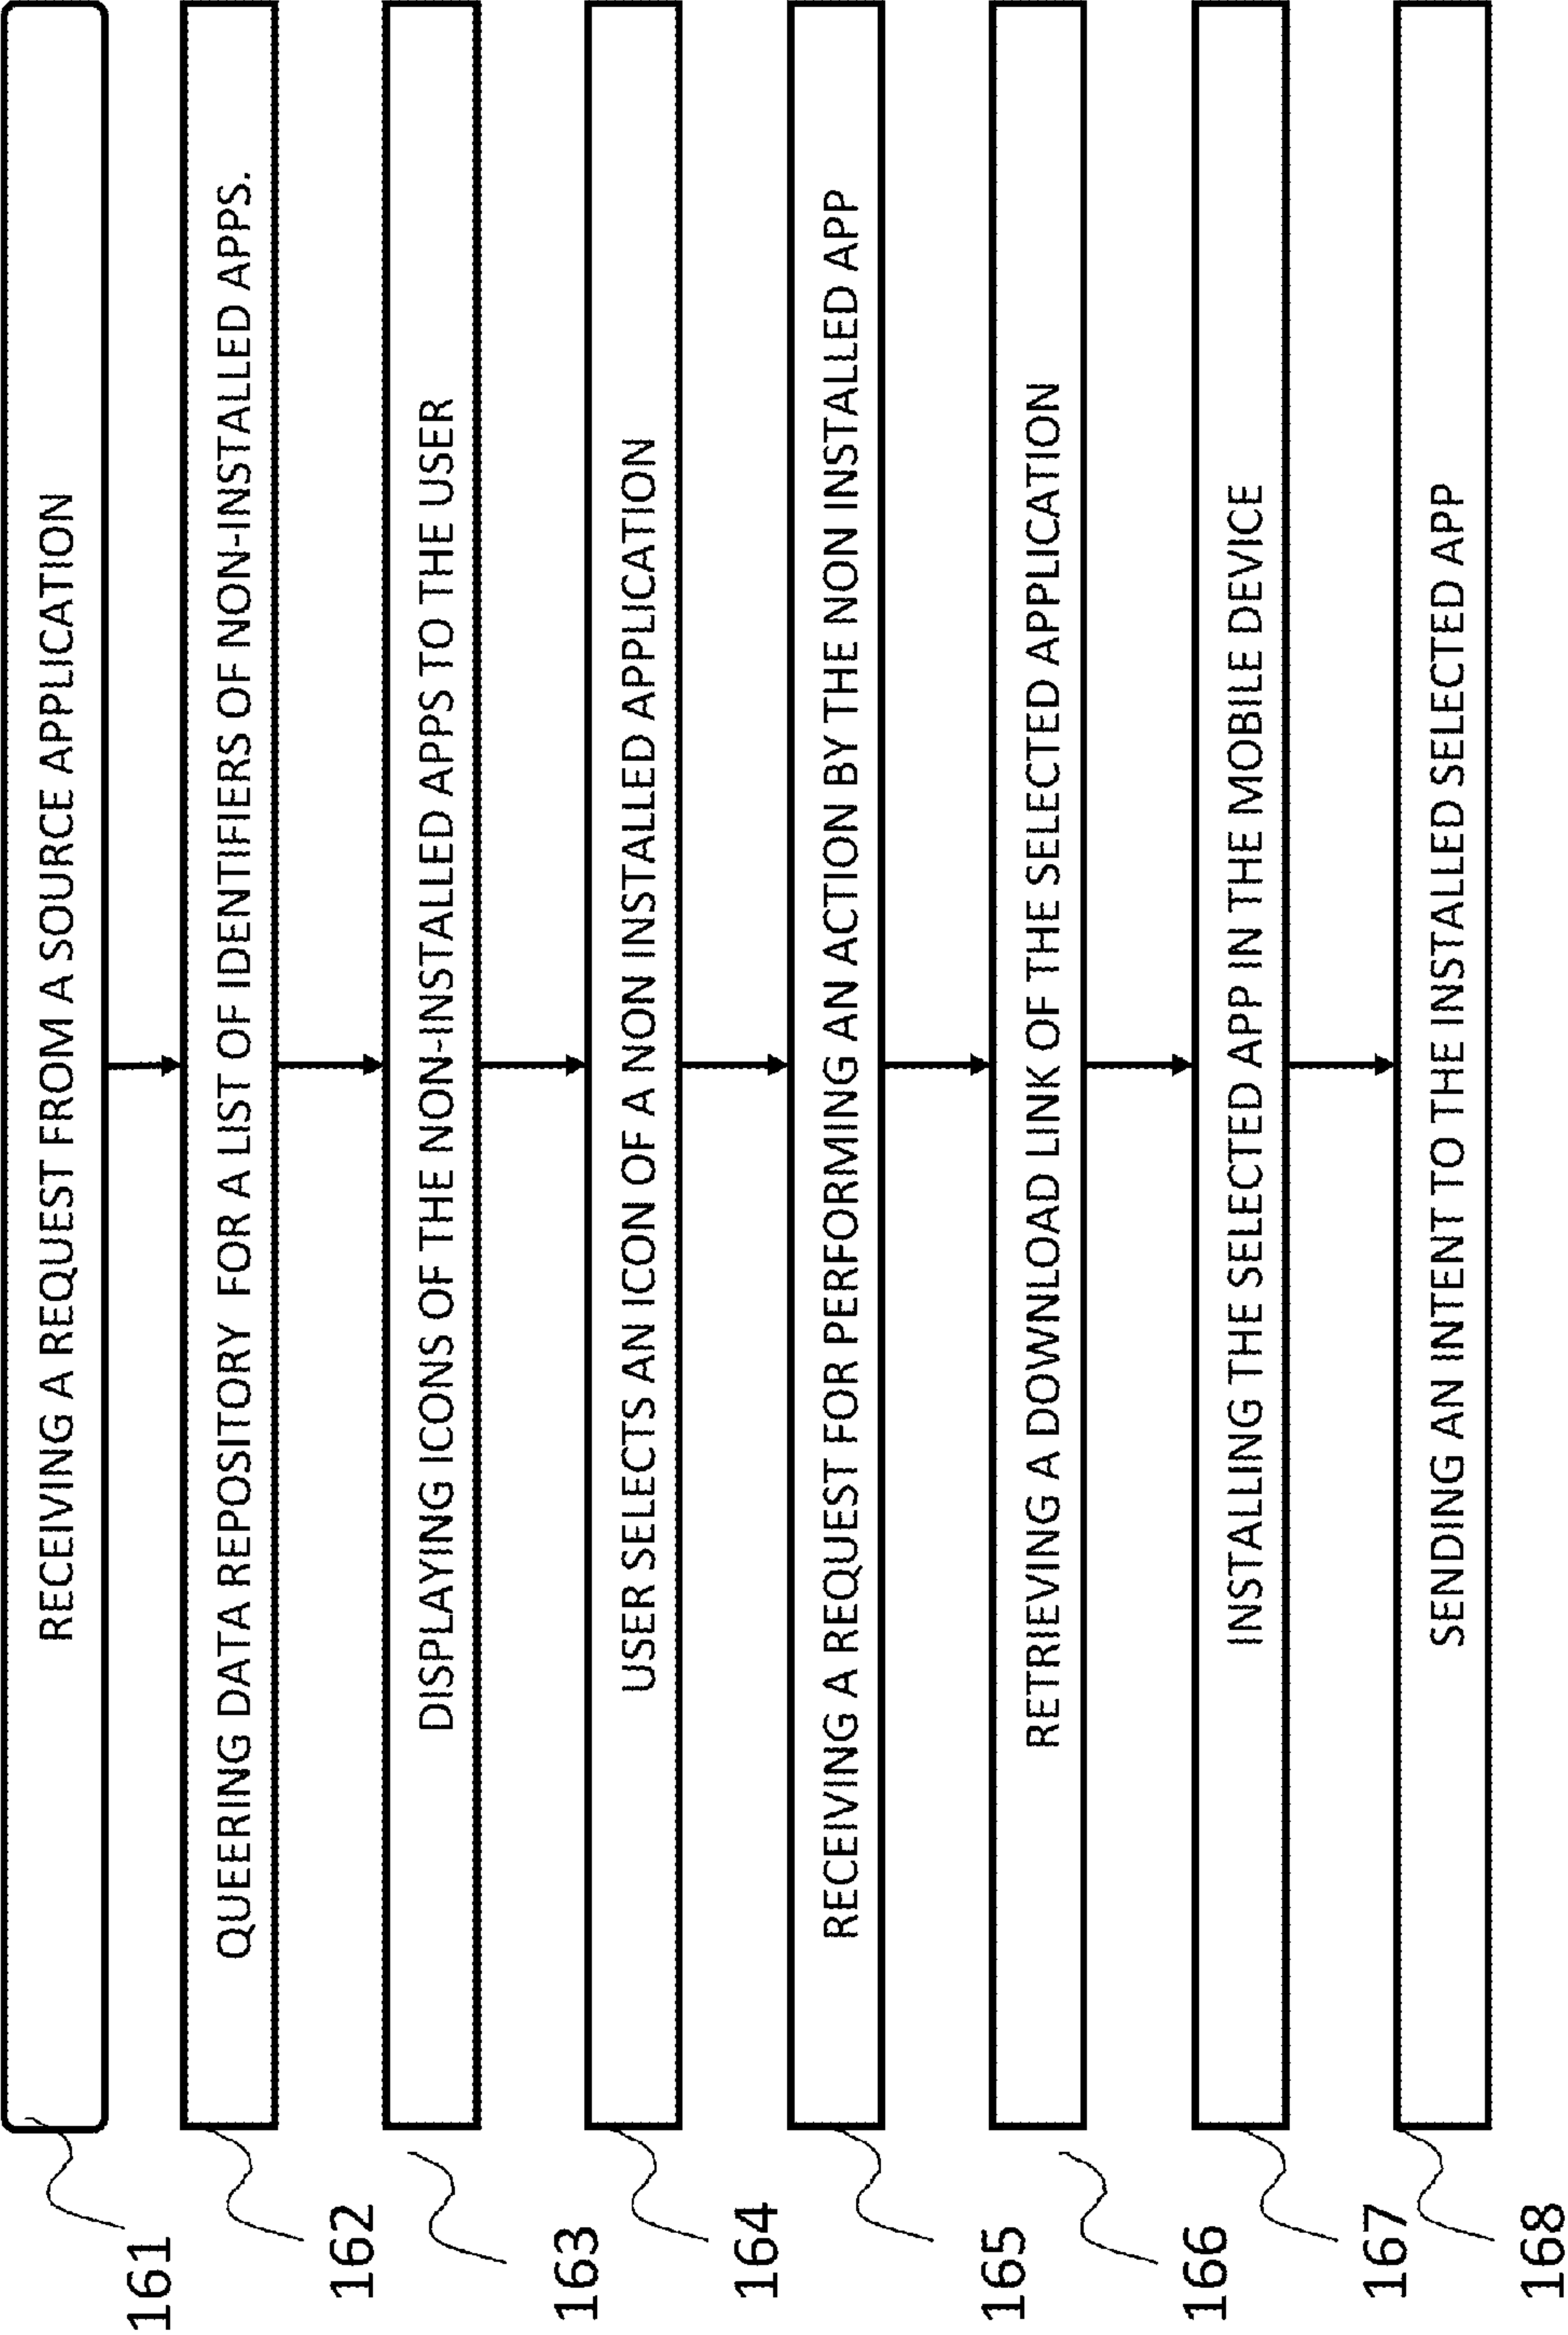 161
RECEIVING A REQUEST FROM A SOURCE APPLICATION
162
QUEERING DATA REPOSITORY FOR A LIST OF IDENTIFIERS OF NON-INSTALLED APPS.
163
DISPLAYING ICONS OF THE NON-INSTALLED APPS TO THE USER
164
USER SELECTS AN ICON OF A NON INSTALLED APPLICATION
165
RECEIVING A REQUEST FOR PERFORMING AN ACTION BY THE NON INSTALLED APP
166
RETRIEVING A DOWNLOAD LINK OF THE SELECTED APPLICATION
167
INSTALLING THE SELECTED APP IN THE MOBILE DEVICE
168
SENDING AN INTENT TO THE INSTALLED SELECTED APP